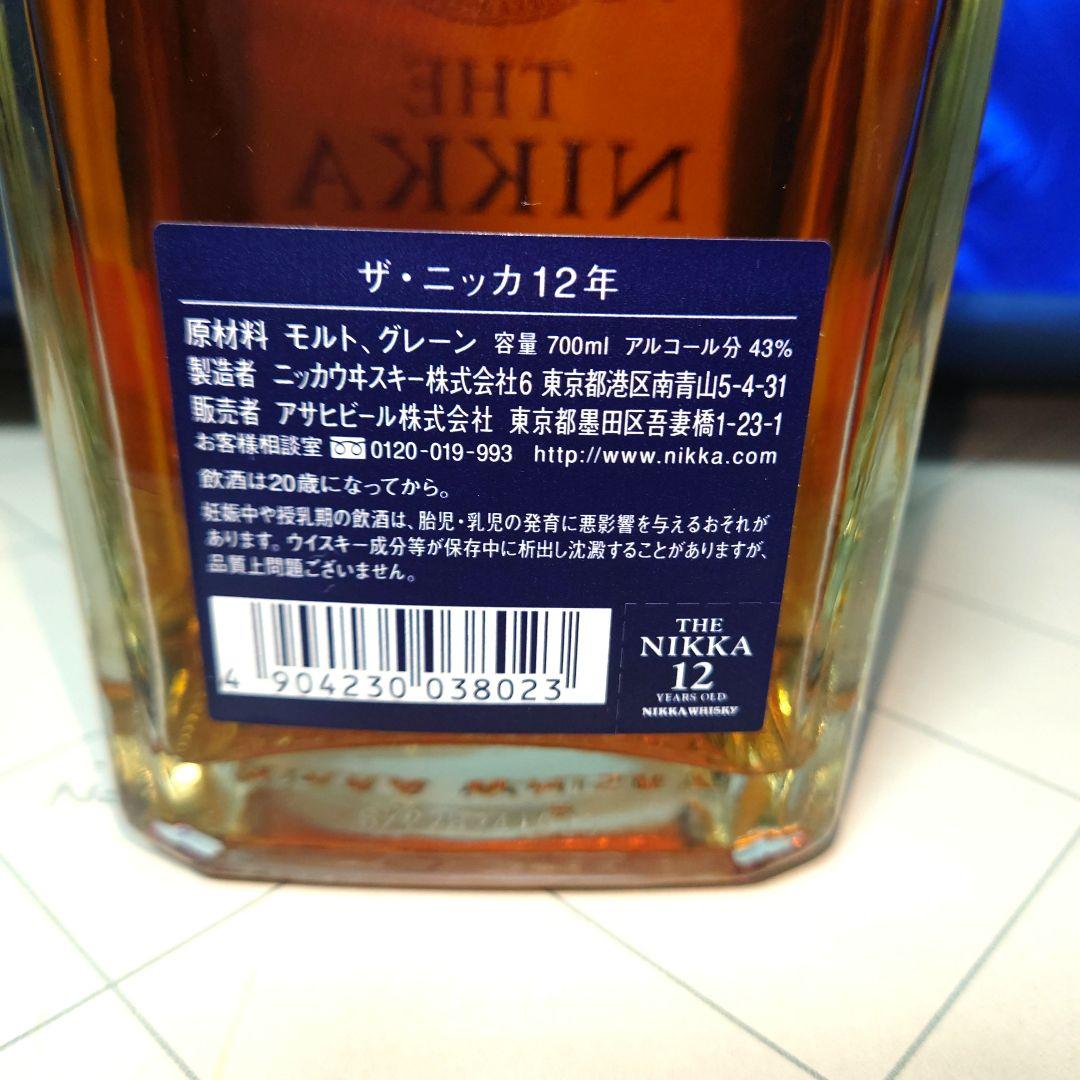 THE
NIKKA
ザ・ニッカ12年
原材料 モルト、グレーン 容量 700ml アルコール分 43%
製造者 ニッカウヰスキー株式会社6 東京都港区南青山5-4-31
販売者 アサヒビール株式会社 東京都墨田区吾妻橋1-23-1
お客様相談室 0120-019-993 http://www.nikka.com
飲酒は20歳になってから。
妊娠中や授乳期の飲酒は、胎児・乳児の発育に悪影響を与えるおそれが
あります。ウイスキー成分等が保存中に析出し沈澱することがありますが、
品質上問題ございません。
4 904230 038023
THE
NIKKA
12
YEARS OLD
NIKKA WHISKY